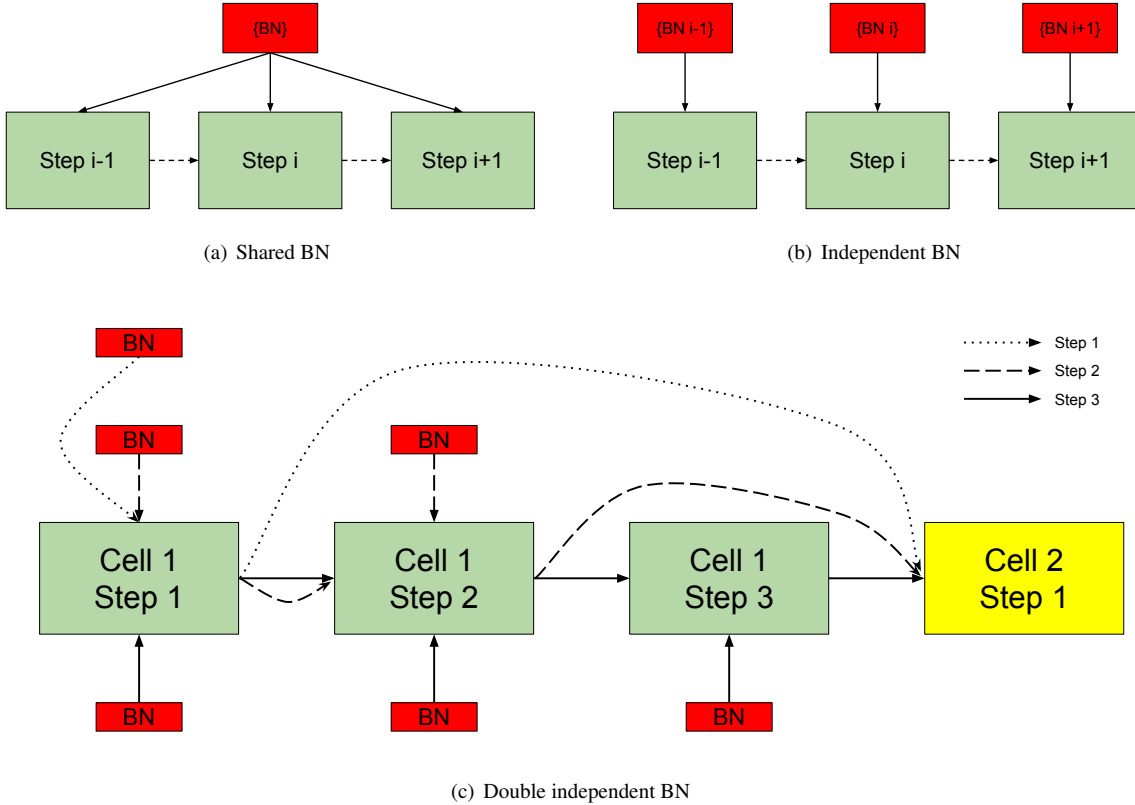 {BN}
Step i-1
Step i
Step i+1
(a) Shared BN
{BN i-1}
{BN i}
{BN i+1}
Step i-1
Step i
Step i+1
(b) Independent BN
BN
Step 1
Step 2
Step 3
BN
BN
Cell 1
Step 1
Cell 1
Step 2
Cell 1
Step 3
Cell 2
Step 1
BN
BN
BN
(c) Double independent BN